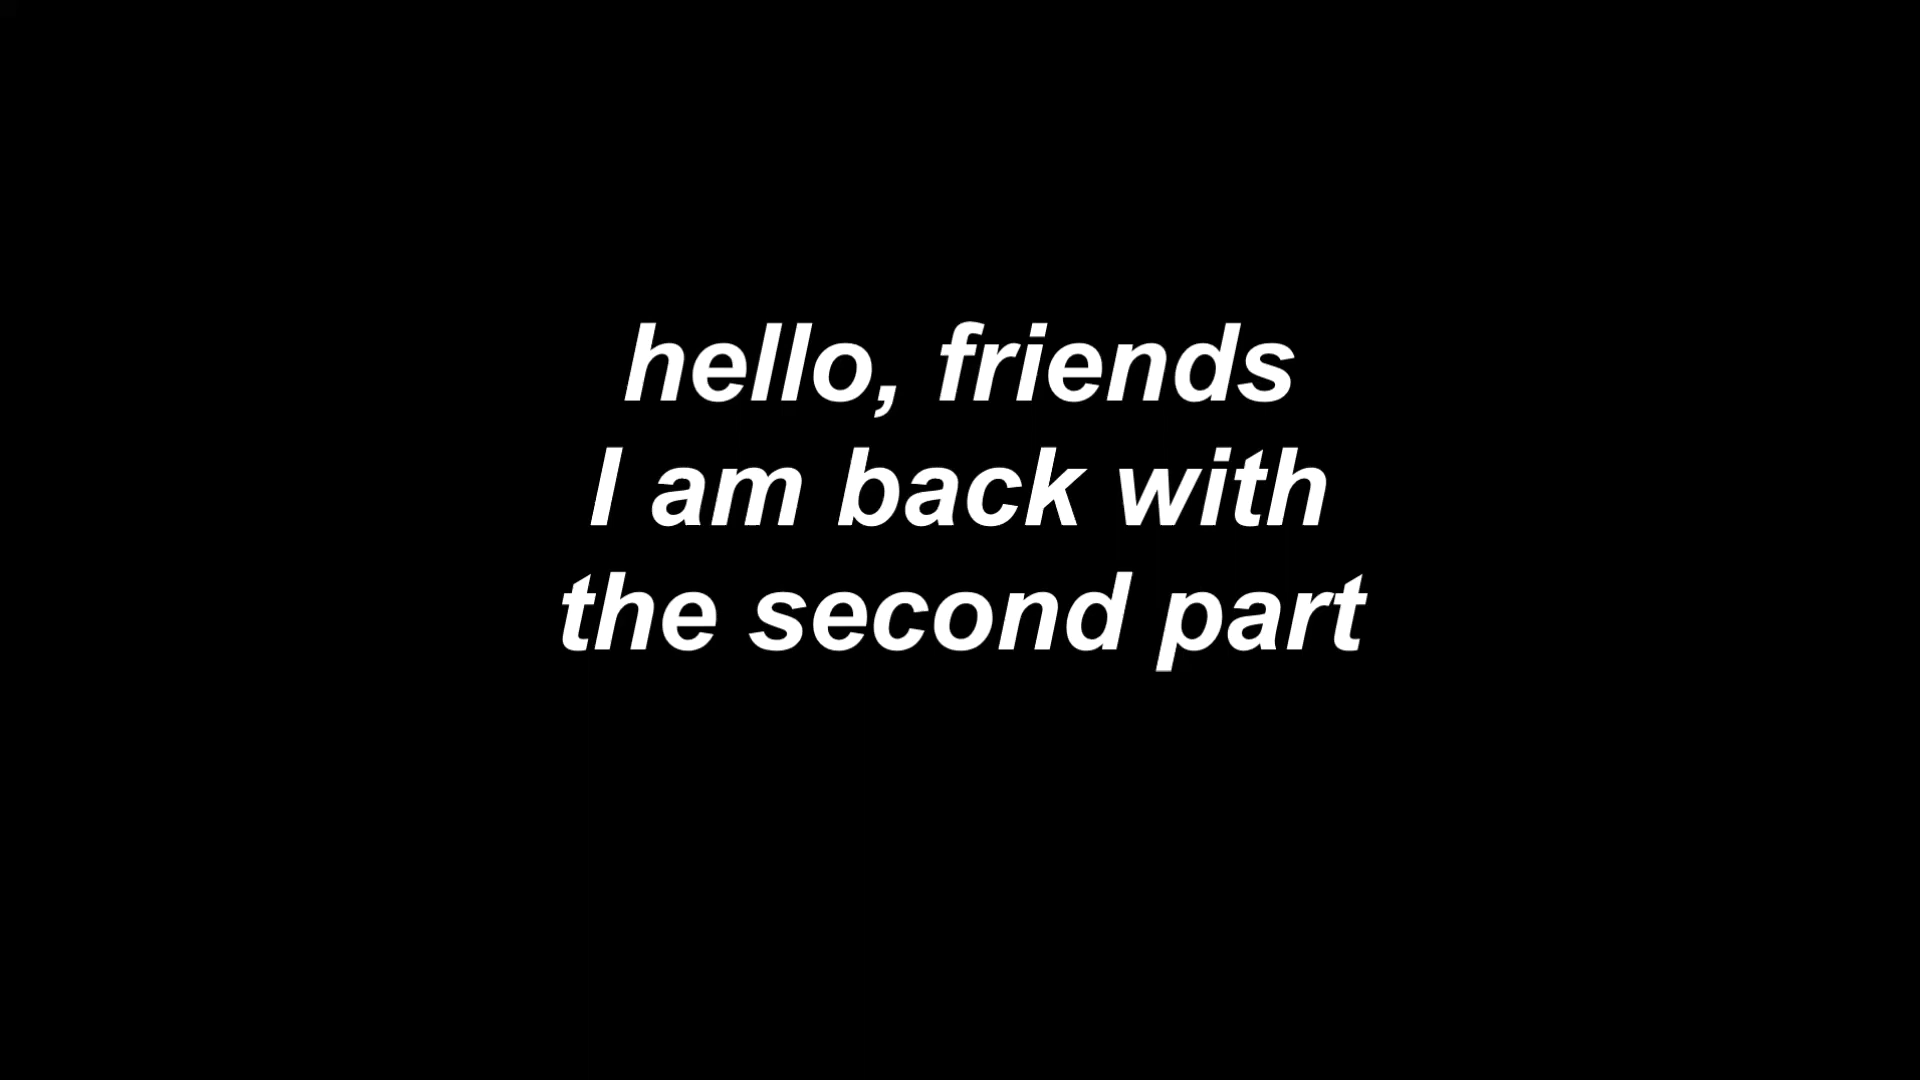 hello, friends
I am back with
the second part